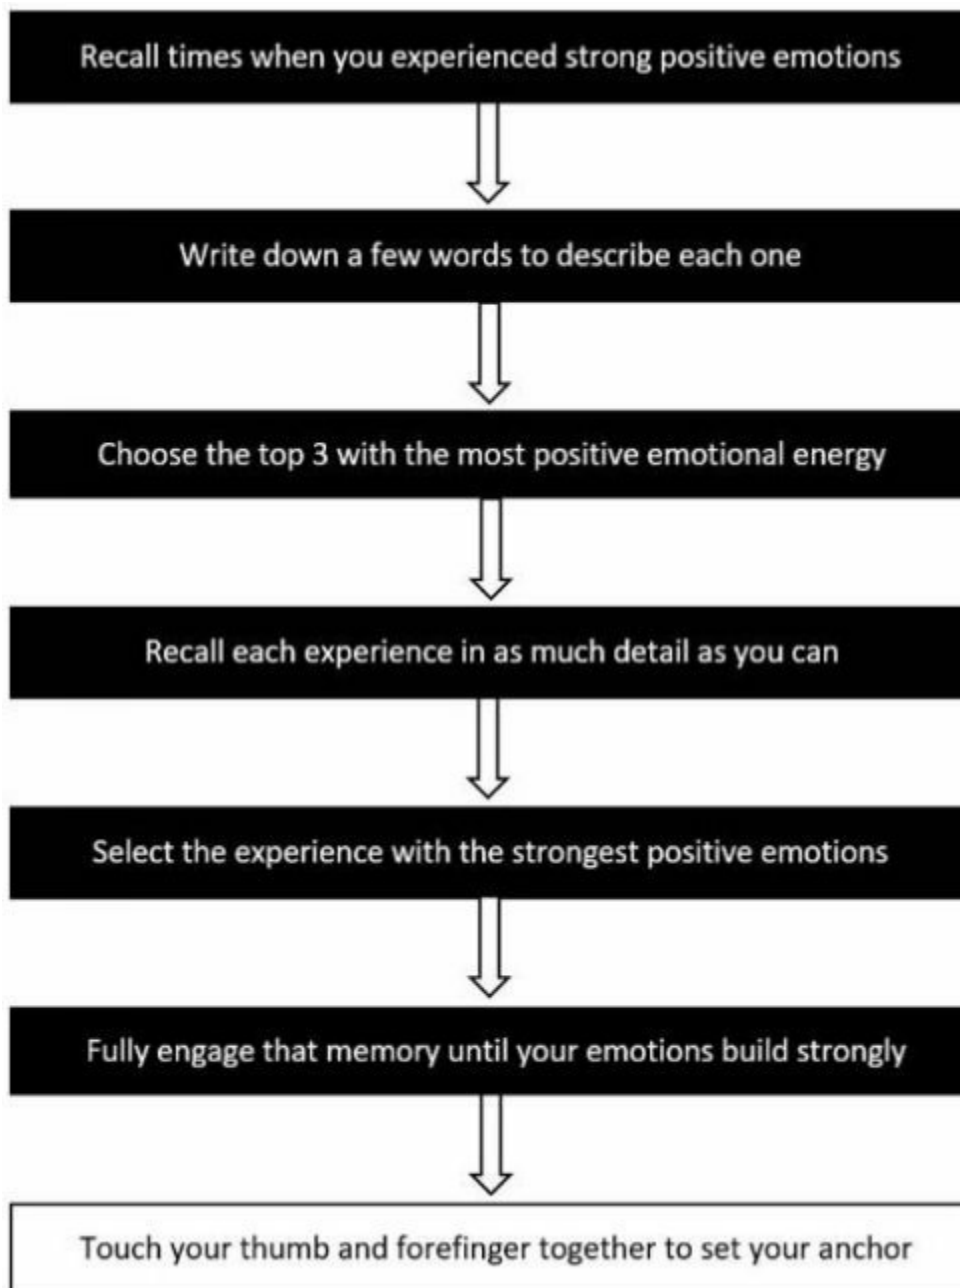 Recall times when you experienced strong positive emotions
Write down a few words to describe each one
Choose the top 3 with the most positive emotional energy
Recall each experience in as much detail as you can
Select the experience with the strongest positive emotions
Fully engage that memory until your emotions build strongly
Touch your thumb and forefinger together to set your anchor